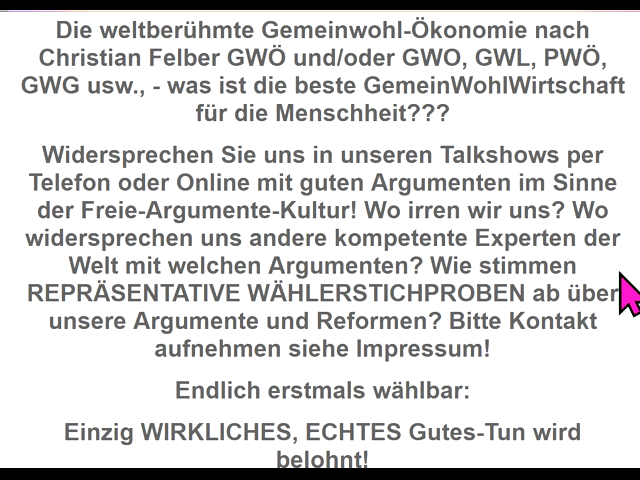 Die weltberühmte Gemeinwohl-Ökonomie nach
Christian Felber GWÖ und/oder GWO, GWL, PWÖ,
GWG usw., - was ist die beste GemeinWohlWirtschaft
für die Menschheit???
Widersprechen Sie uns in unseren Talkshows per
Telefon oder Online mit guten Argumenten im Sinne
der Freie-Argumente-Kultur! Wo irren wir uns? Wo
widersprechen uns andere kompetente Experten der
Welt mit welchen Argumenten? Wie stimmen
REPRÄSENTATIVE WÄHLERSTICHPROBEN ab über
unsere Argumente und Reformen? Bitte Kontakt
aufnehmen siehe Impressum!
Endlich erstmals wählbar:
Einzig WIRKLICHES, ECHTES Gutes-Tun wird
belohnt!